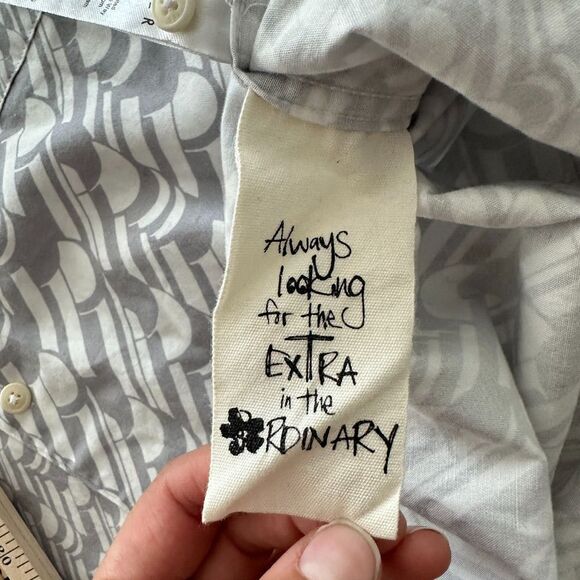 Always
looking
for the
EXTRA
in the
ORDINARY